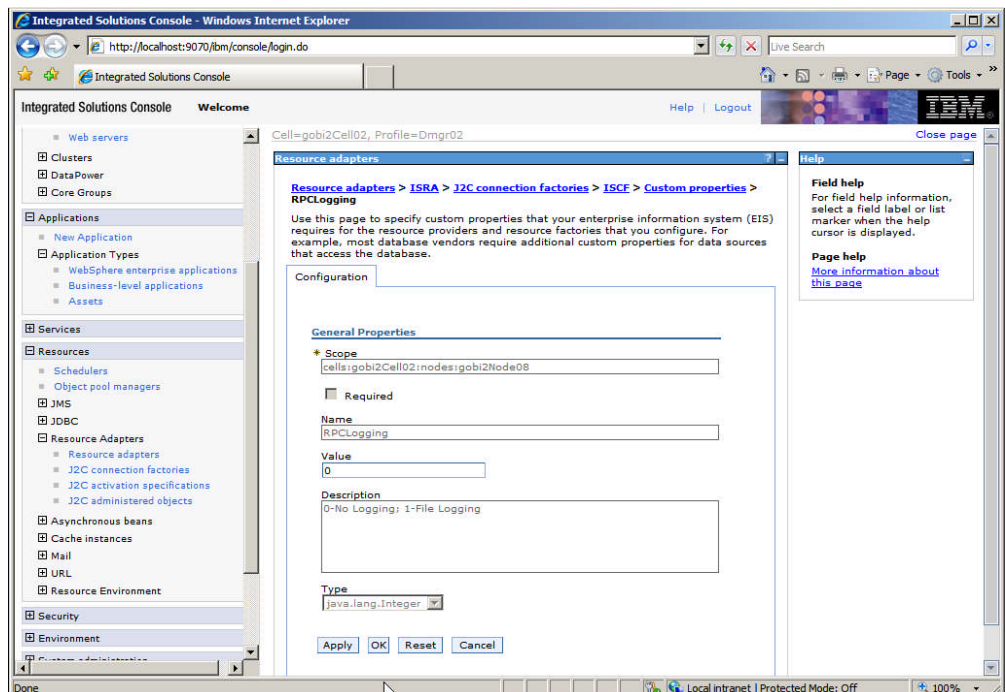 Integrated Solutions Console - Windows Internet Explorer
http://localhost:9070/ibm/console/login.do
Live Search
Integrated Solutions Console
Page
Tools
Integrated Solutions Console Welcome
Help | Logout
IBM
Web servers
Clusters
DataPower
Core Groups
Applications
New Application
Application Types
WebSphere enterprise applications
Business-level applications
Assets
Services
Resources
Schedulers
Object pool managers
JMS
JDBC
Resource Adapters
Resource adapters
J2C connection factories
J2C activation specifications
J2C administered objects
Asynchronous beans
Cache instances
Mail
URL
Resource Environment
Security
Environment
Custom administration
Cell=gobi2Cell02, Profile=Dmgr02
Close page
Resource adapters
Resource adapters > ISRA > J2C connection factories > ISCF > Custom properties >
RPCLogging
Use this page to specify custom properties that your enterprise information system (EIS)
requires for the resource providers and resource factories that you configure. For
example, most database vendors require additional custom properties for data sources
that access the database.
Configuration
General Properties
* Scope
cells:gobi2Cell02:nodes:gobi2Node08
Required
Name
RPCLogging
Value
0
Description
0-No Logging; 1-File Logging
Type
java.lang.Integer
Apply OK Reset Cancel
Help
Field help
For field help information,
select a field label or list
marker when the help
cursor is displayed.
Page help
More information about
this page
Done
Local intranet | Protected Mode: Off
100%